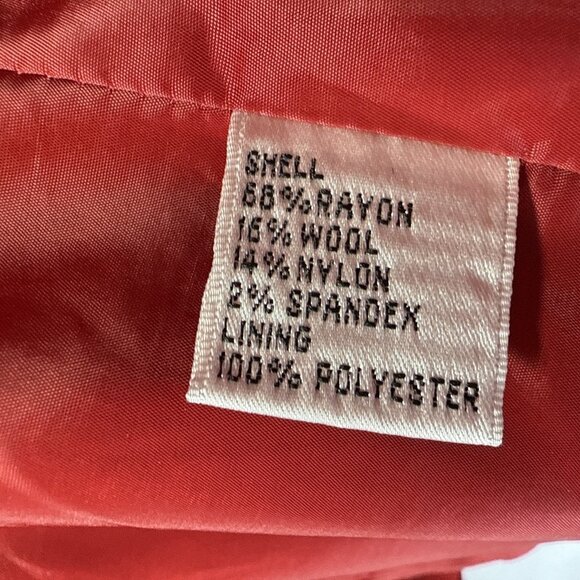 SHELL
68% RAYON
16% WOOL
14% NYLON
2% SPANDEX
LINING
100% POLYESTER